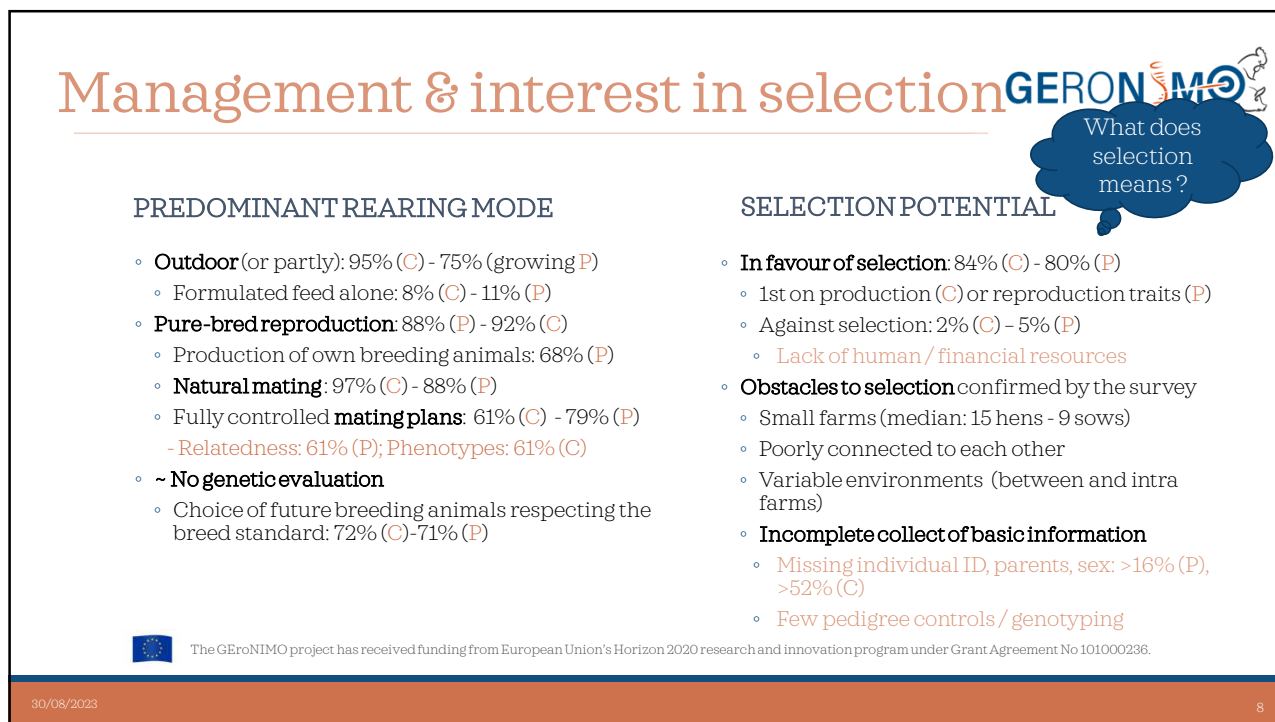 Management & interest in selection
GERONIMO
What does
selection
means ?
PREDOMINANT REARING MODE
◦ Outdoor (or partly): 95% (C) - 75% (growing P)
◦ Formulated feed alone: 8% (C) - 11% (P)
◦ Pure-bred reproduction: 88% (P) - 92% (C)
◦ Production of own breeding animals: 68% (P)
◦ Natural mating : 97% (C) - 88% (P)
◦ Fully controlled mating plans: 61% (C) - 79% (P)
- Relatedness: 61% (P); Phenotypes: 61% (C)
◦ ~ No genetic evaluation
◦ Choice of future breeding animals respecting the
breed standard: 72% (C)-71% (P)
SELECTION POTENTIAL
◦ In favour of selection: 84% (C) - 80% (P)
◦ 1st on production (C) or reproduction traits (P)
◦ Against selection: 2% (C) – 5% (P)
◦ Lack of human / financial resources
◦ Obstacles to selection confirmed by the survey
◦ Small farms (median: 15 hens - 9 sows)
◦ Poorly connected to each other
◦ Variable environments (between and intra
farms)
◦ Incomplete collect of basic information
◦ Missing individual ID, parents, sex: >16% (P),
>52% (C)
◦ Few pedigree controls / genotyping
The GEroNIMO project has received funding from European Union's Horizon 2020 research and innovation program under Grant Agreement No 101000236.
30/08/2023
8